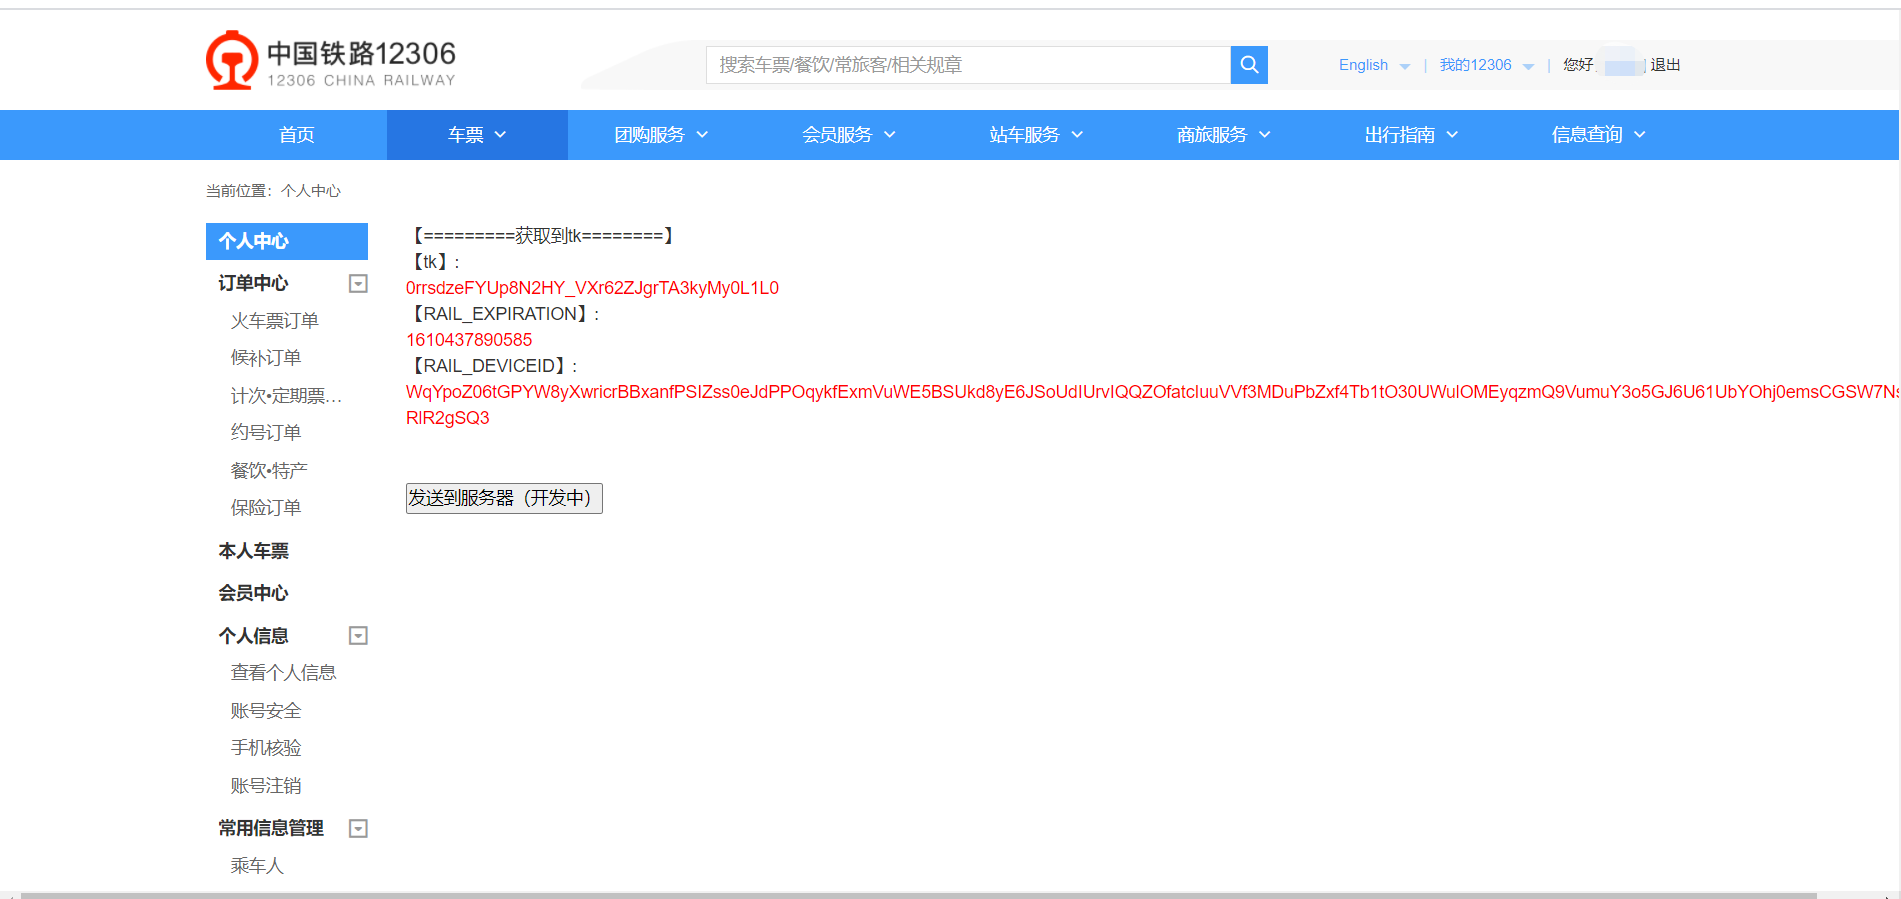 中国铁路12306
12306 CHINA RAILWAY
搜索车票/餐饮/常旅客/相关规章
English | 我的12306 | 您好 退出
首页 车票 团购服务 会员服务 站车服务 商旅服务 出行指南 信息查询
当前位置：个人中心
个人中心
订单中心
火车票订单
候补订单
计次•定期票...
约号订单
餐饮•特产
保险订单
本人车票
会员中心
个人信息
查看个人信息
账号安全
手机核验
账号注销
常用信息管理
乘车人
【=========获取到tk========】
【tk】:
0rrsdzeFYUp8N2HY_VXr62ZJgrTA3kyMy0L1L0
【RAIL_EXPIRATION】:
1610437890585
【RAIL_DEVICEID】:
WqYpoZ06tGPYW8yXwricrBBxanfPSIZss0eJdPPOqykfExmVuWE5BSUkd8yE6JSoUdIUrvIQQZOfatcIuuVVf3MDuPbZxf4Tb1tO30UWulOMEyqzmQ9VumuY3o5GJ6U61UbYOhj0emsCGSW7Ns
RlR2gSQ3
发送到服务器（开发中）